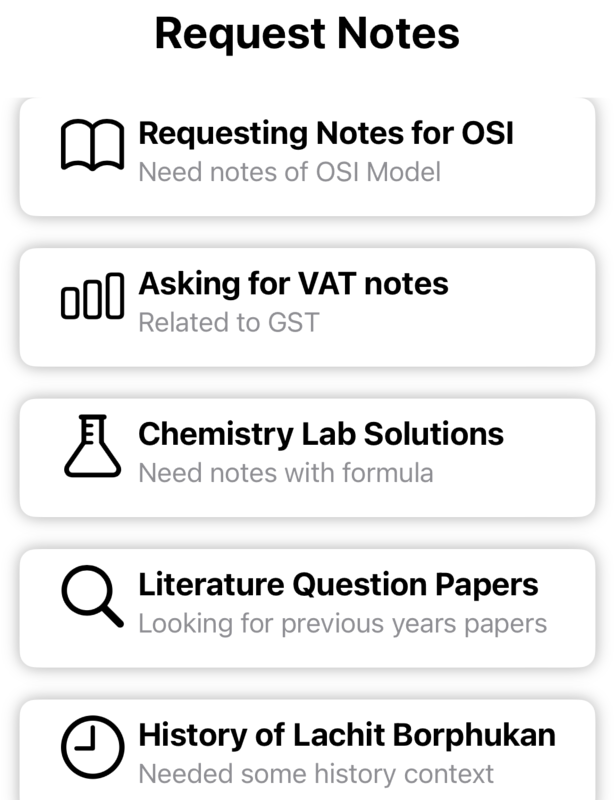 Request Notes
Requesting Notes for OSI
Need notes of OSI Model
Asking for VAT notes
Related to GST
Chemistry Lab Solutions
Need notes with formula
Literature Question Papers
Looking for previous years papers
History of Lachit Borphukan
Needed some history context